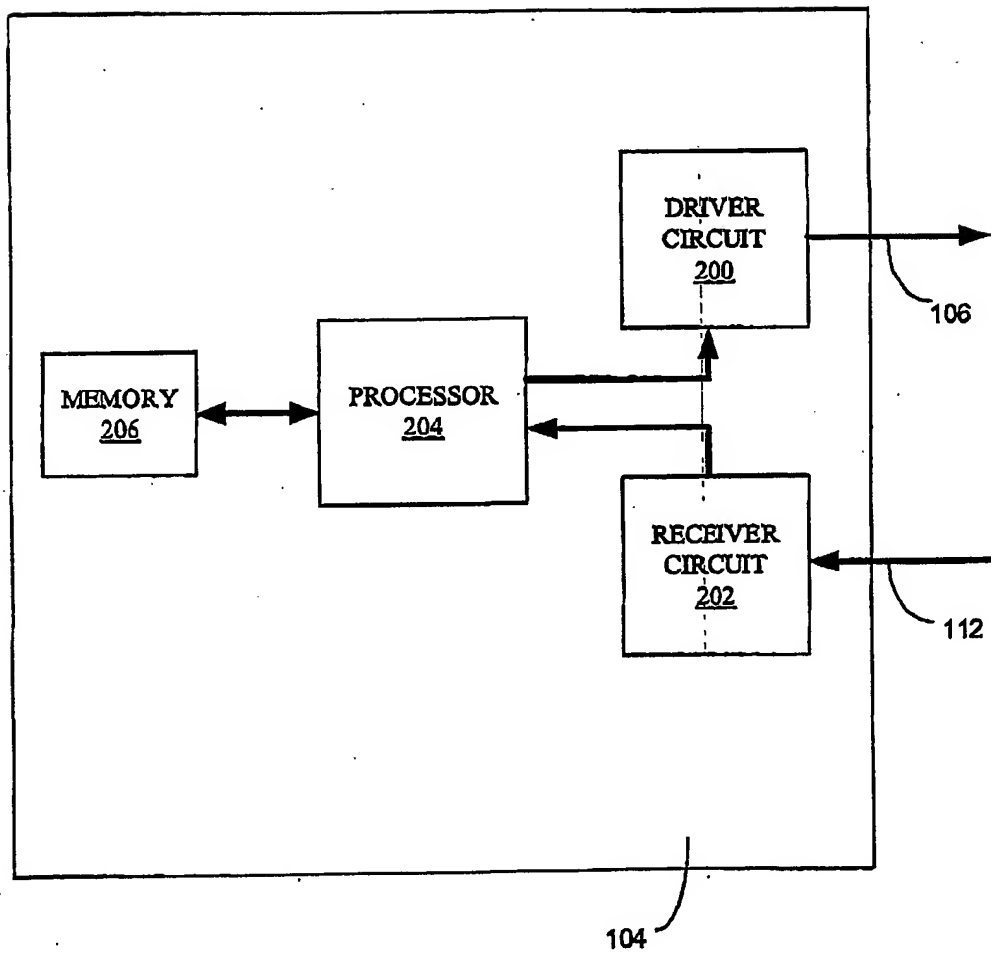 DRIVER
CIRCUIT
200
106
MEMORY
206
PROCESSOR
204
RECEIVER
CIRCUIT
202
112
104